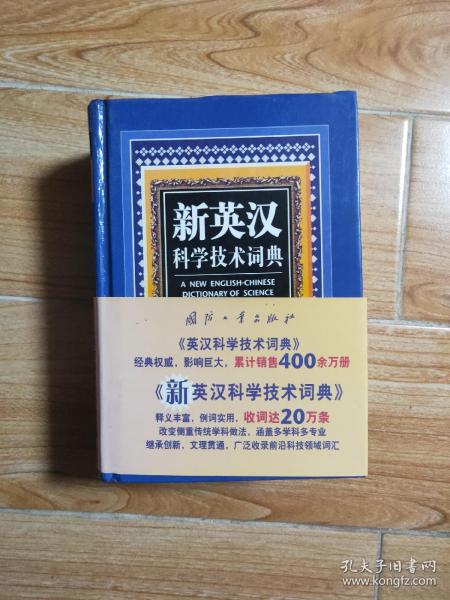 新英汉
科学技术词典
A NEW ENGLISH-CHINESE
DICTIONARY OF SCIENCE
国防工业出版社
《英汉科学技术词典》
经典权威，影响巨大，累计销售400余万册
《新英汉科学技术词典》
释义丰富，例词实用，收词达20万条
改变侧重传统学科做法，涵盖多学科多专业
继承创新，文理贯通，广泛收录前沿科技领域词汇
孔夫子旧书网
www.kongfz.com